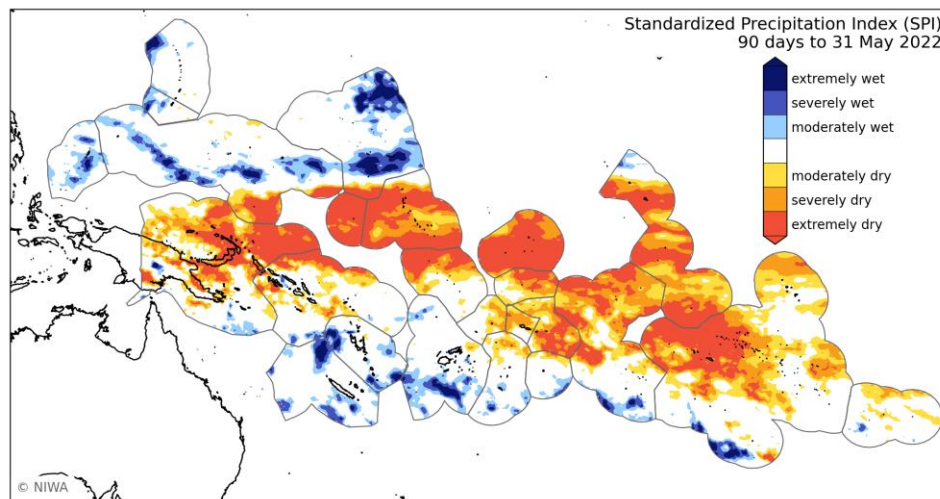 Standardized Precipitation Index (SPI)
90 days to 31 May 2022
extremely wet
severely wet
moderately wet
moderately dry
severely dry
extremely dry
© NIWA